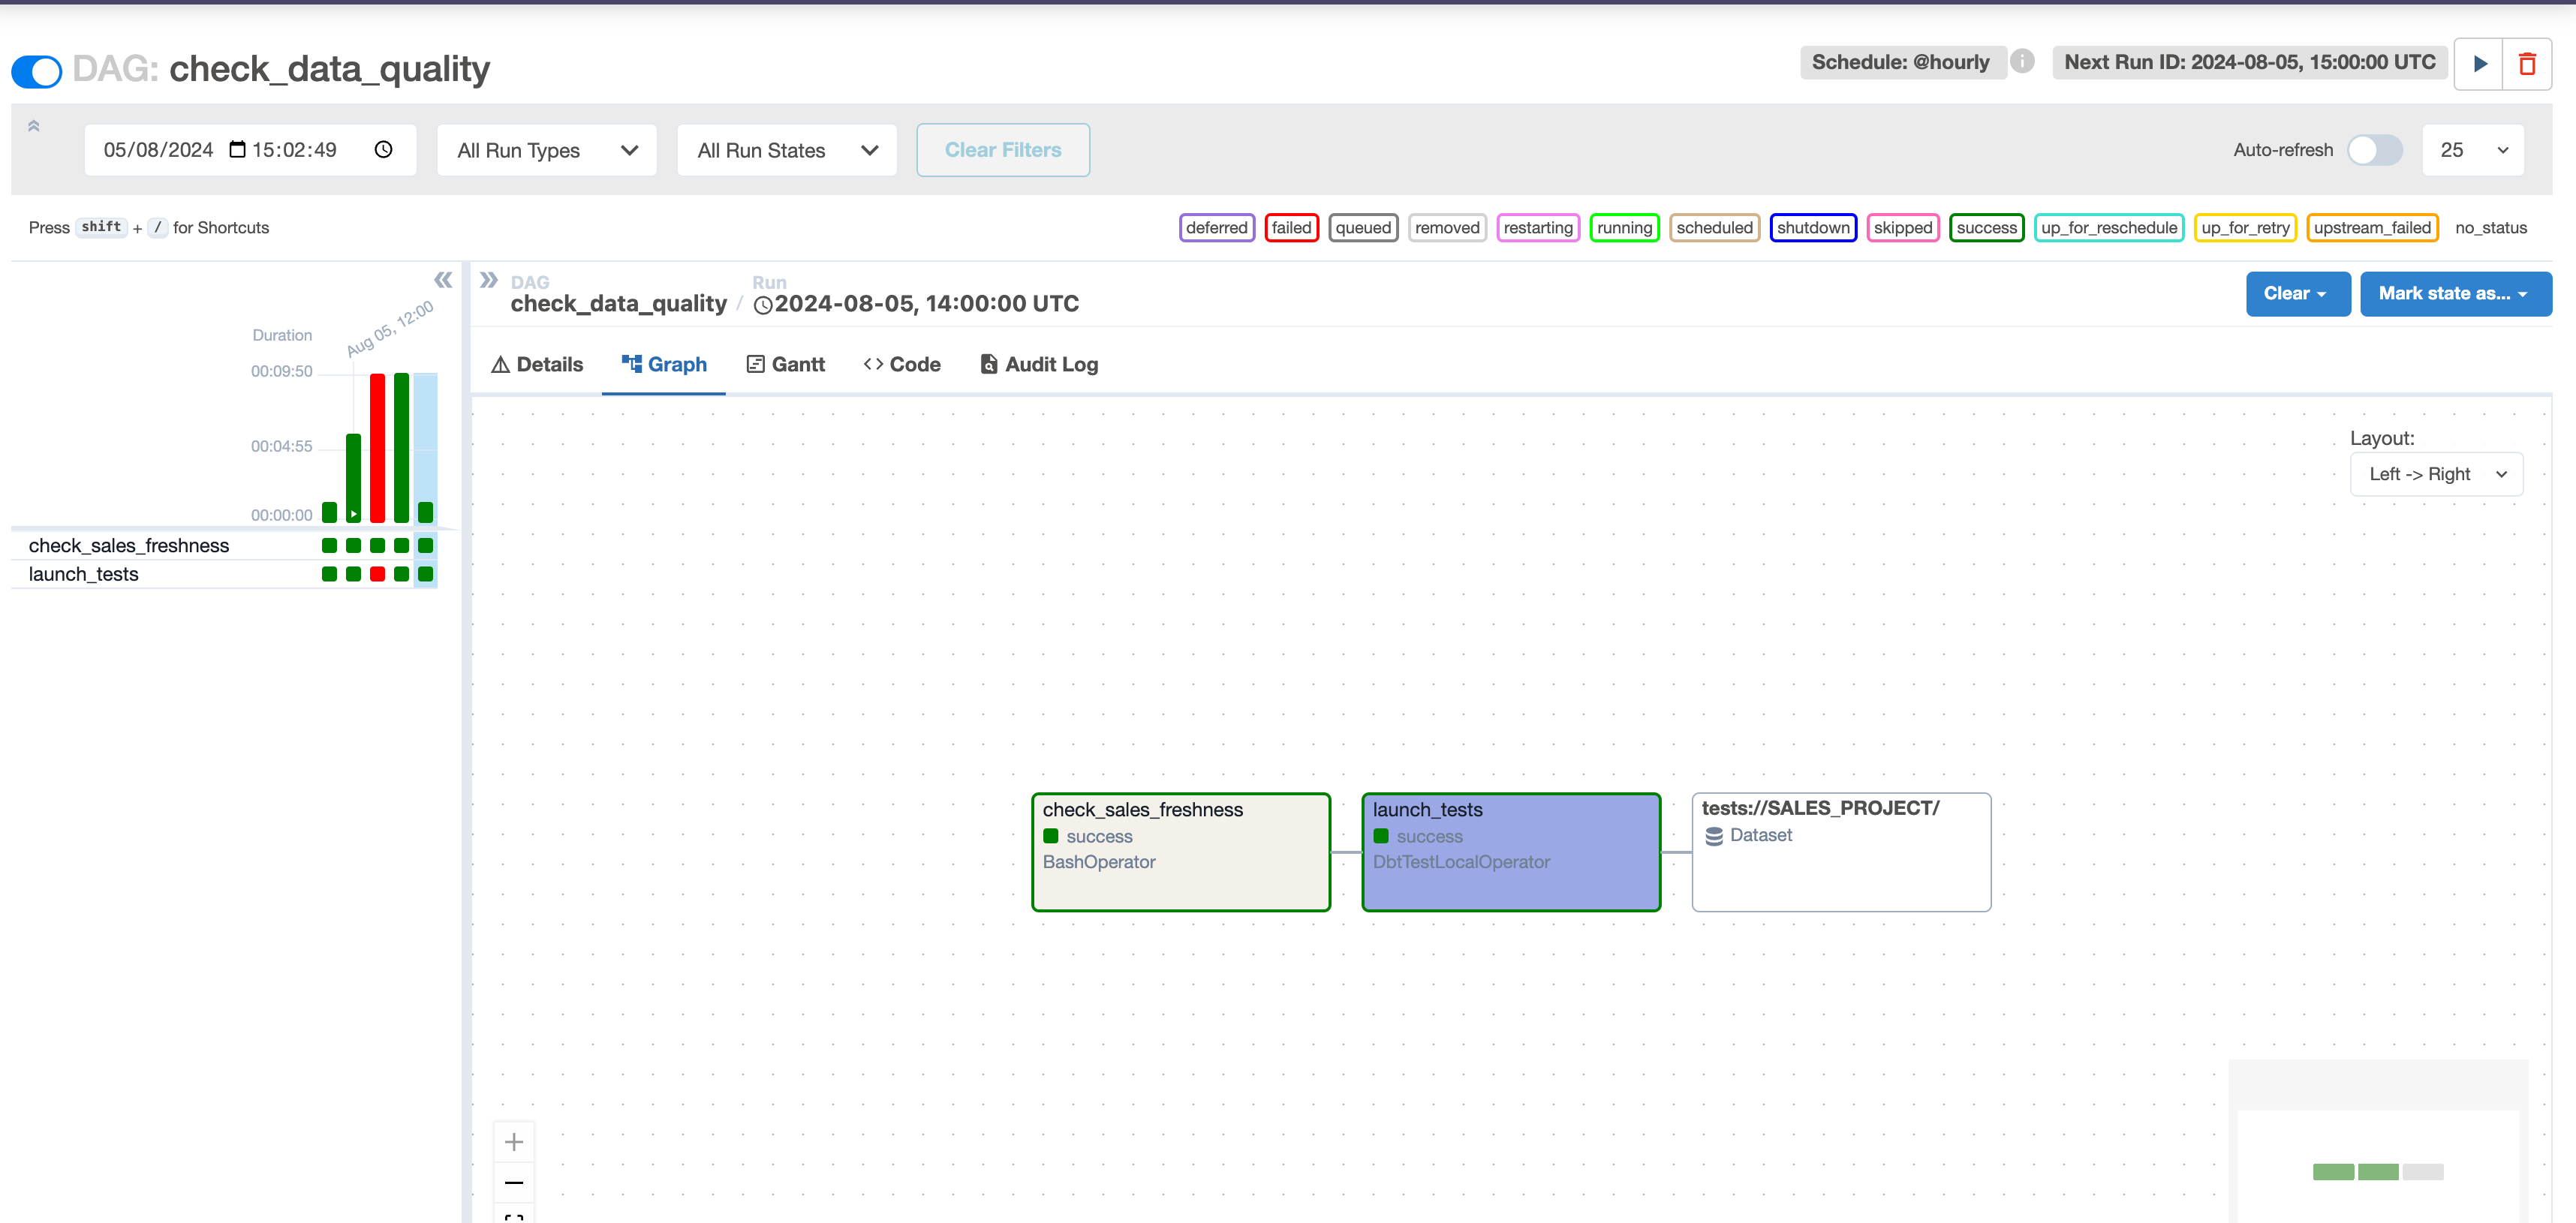 DAG: check_data_quality
Schedule: @hourly
Next Run ID: 2024-08-05, 15:00:00 UTC
05/08/2024 15:02:49
All Run Types
All Run States
Clear Filters
Auto-refresh
25
Press shift + / for Shortcuts
deferred failed queued removed restarting running scheduled shutdown skipped success up_for_reschedule up_for_retry upstream_failed no_status
DAG
check_data_quality
/
Run
2024-08-05, 14:00:00 UTC
Clear
Mark state as...
Duration
Aug 05, 12:00
00:09:50
00:04:55
00:00:00
check_sales_freshness
launch_tests
Details
Graph
Gantt
Code
Audit Log
Layout:
Left -> Right
check_sales_freshness
success
BashOperator
launch_tests
success
DbtTestLocalOperator
tests://SALES_PROJECT/
Dataset